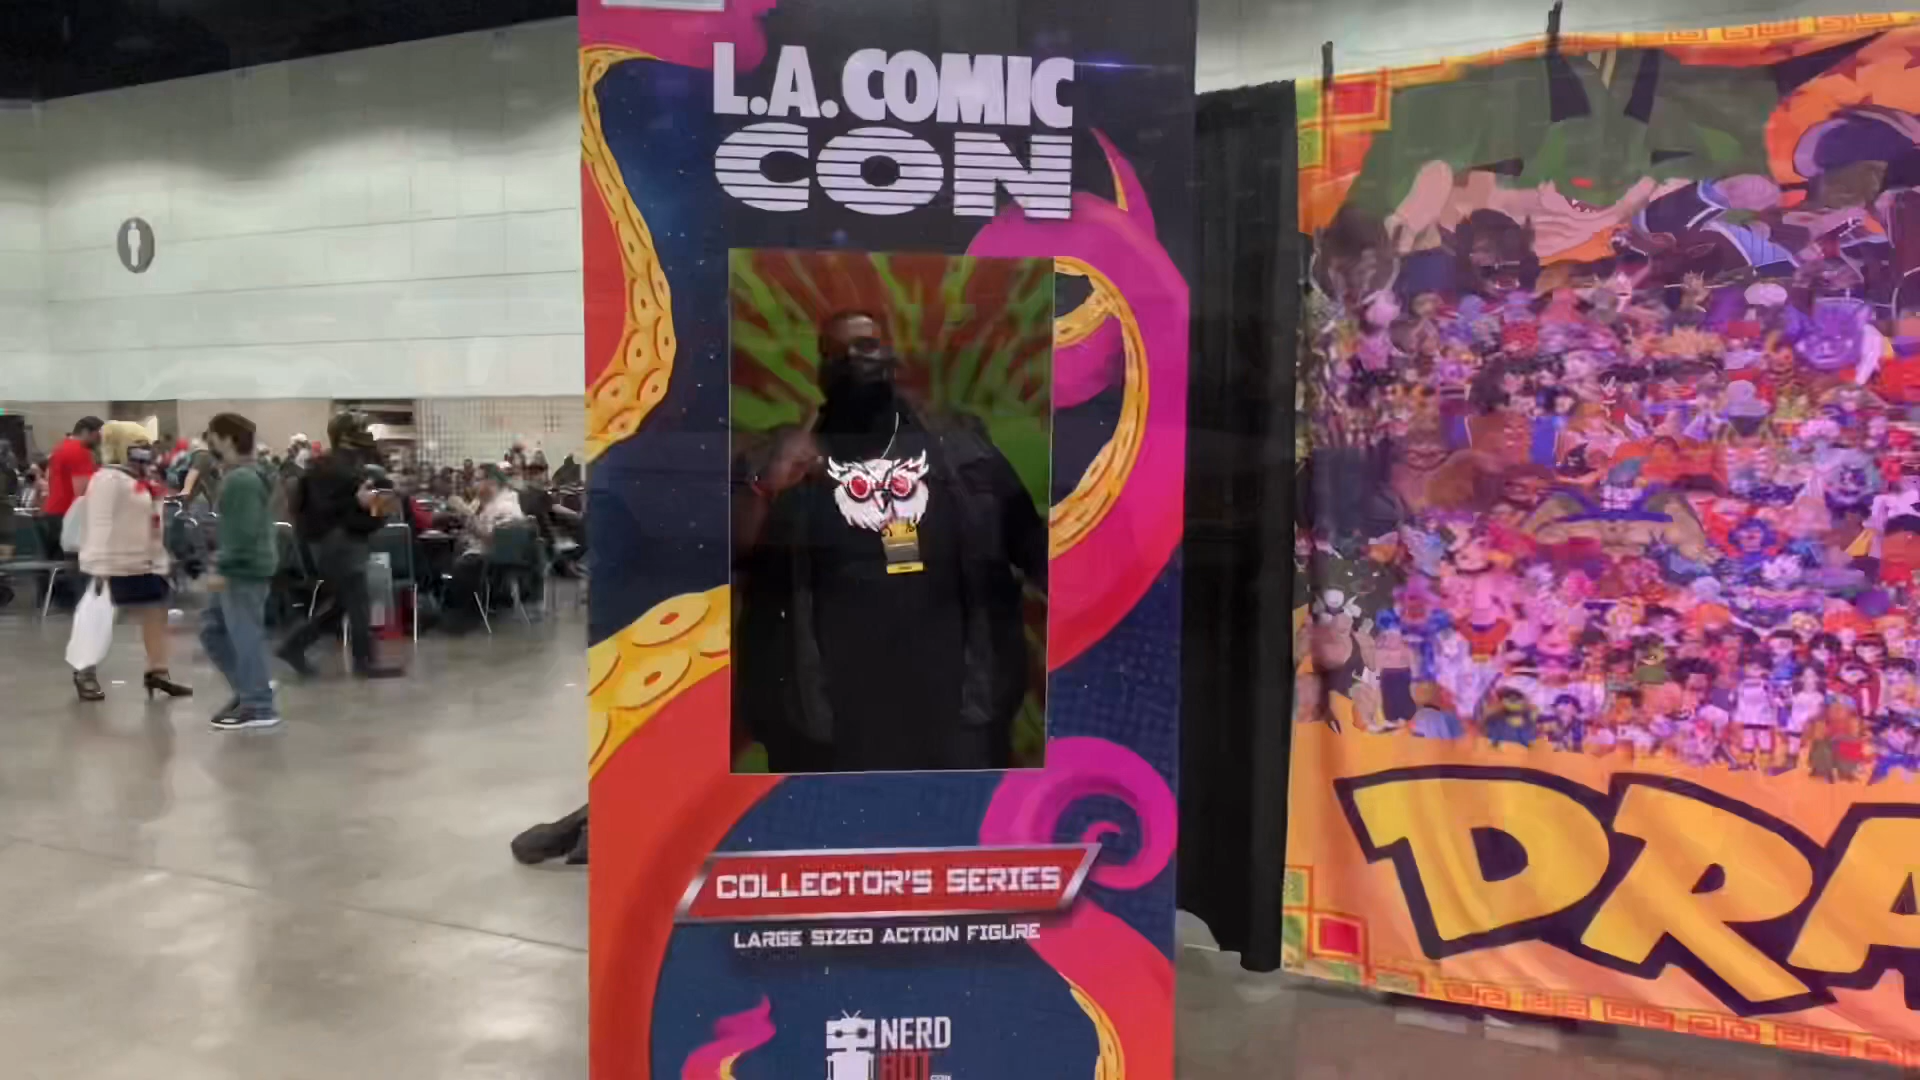 L.A. COMIC
CON
COLLECTOR'S SERIES
LARGE SIZED ACTION FIGURE
NERD
BOT
DRA